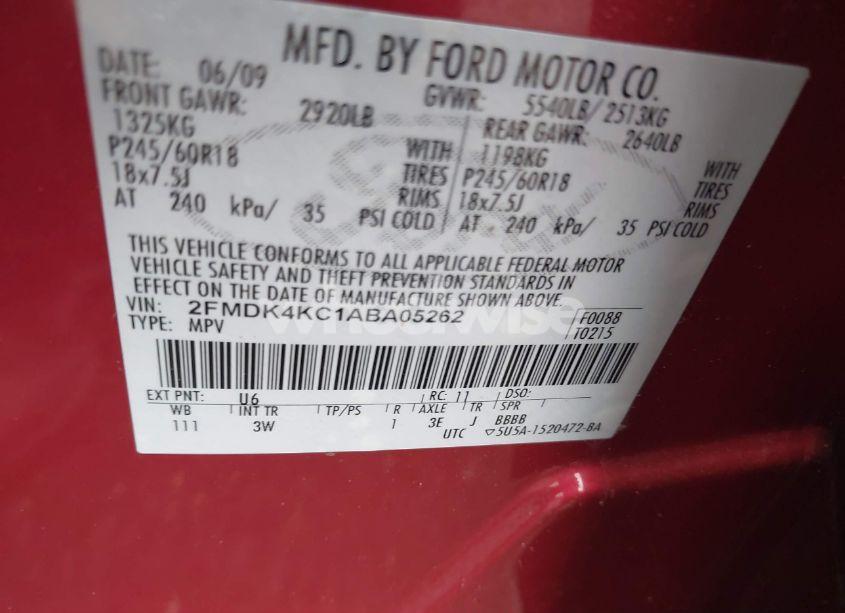 MFD. BY FORD MOTOR CO.
DATE: 06/09 GVWR: 5540LB/2513KG
FRONT GAWR: 2920LB REAR GAWR: 2640LB
1325KG WITH 1198KG WITH
P245/60R18 TIRES P245/60R18 TIRES
18x7.5J RIMS 18x7.5J RIMS
AT 240 kPa/ 35 PSI COLD AT 240 kPa/ 35 PSI COLD
THIS VEHICLE CONFORMS TO ALL APPLICABLE FEDERAL MOTOR
VEHICLE SAFETY AND THEFT PREVENTION STANDARDS IN
EFFECT ON THE DATE OF MANUFACTURE SHOWN ABOVE.
VIN: 2FMDK4KC1ABA05262 F0088
TYPE: MPV T0215
EXT PNT: U6 RC: 11 DSO:
WB INT TR TP/PS R AXLE TR SPR
111 3W 1 3E J BBBB
UTC ▽5U5A-1520472-BA